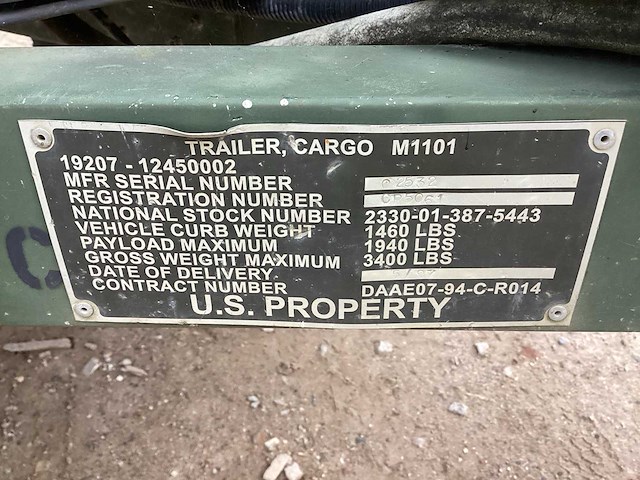 TRAILER, CARGO M1101
19207 - 12450002
MFR SERIAL NUMBER
REGISTRATION NUMBER
NATIONAL STOCK NUMBER 2330-01-387-5443
VEHICLE CURB WEIGHT 1460 LBS
PAYLOAD MAXIMUM 1940 LBS
GROSS WEIGHT MAXIMUM 3400 LBS
DATE OF DELIVERY
CONTRACT NUMBER DAAE07-94-C-R014
U.S. PROPERTY
C